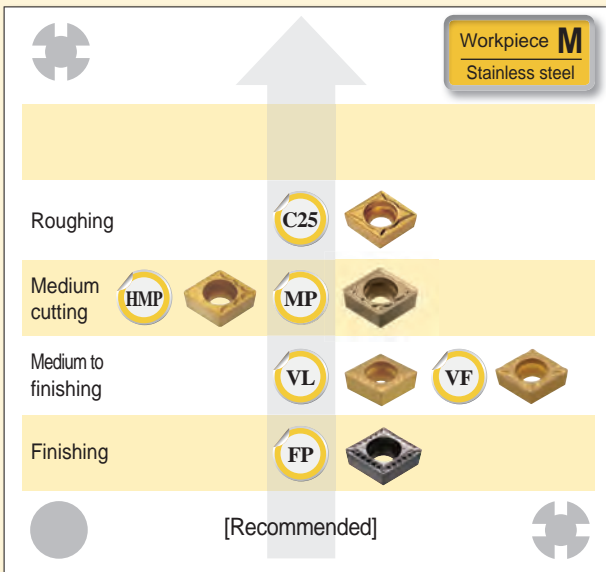 Workpiece M
Stainless steel
Roughing
C25
Medium
cutting
HMP
MP
Medium to
finishing
VL
VF
Finishing
FP
[Recommended]